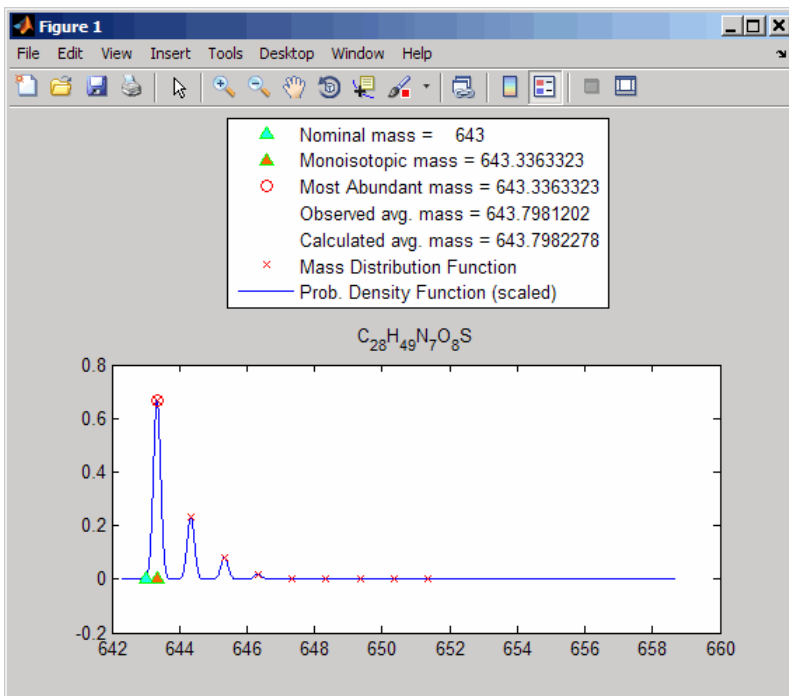 Figure 1
File Edit View Insert Tools Desktop Window Help
Nominal mass = 643
Monoisotopic mass = 643.3363323
Most Abundant mass = 643.3363323
Observed avg. mass = 643.7981202
Calculated avg. mass = 643.7982278
Mass Distribution Function
Prob. Density Function (scaled)
C₂₈H₄₉N₇O₈S
0.8
0.6
0.4
0.2
0
-0.2
642 644 646 648 650 652 654 656 658 660